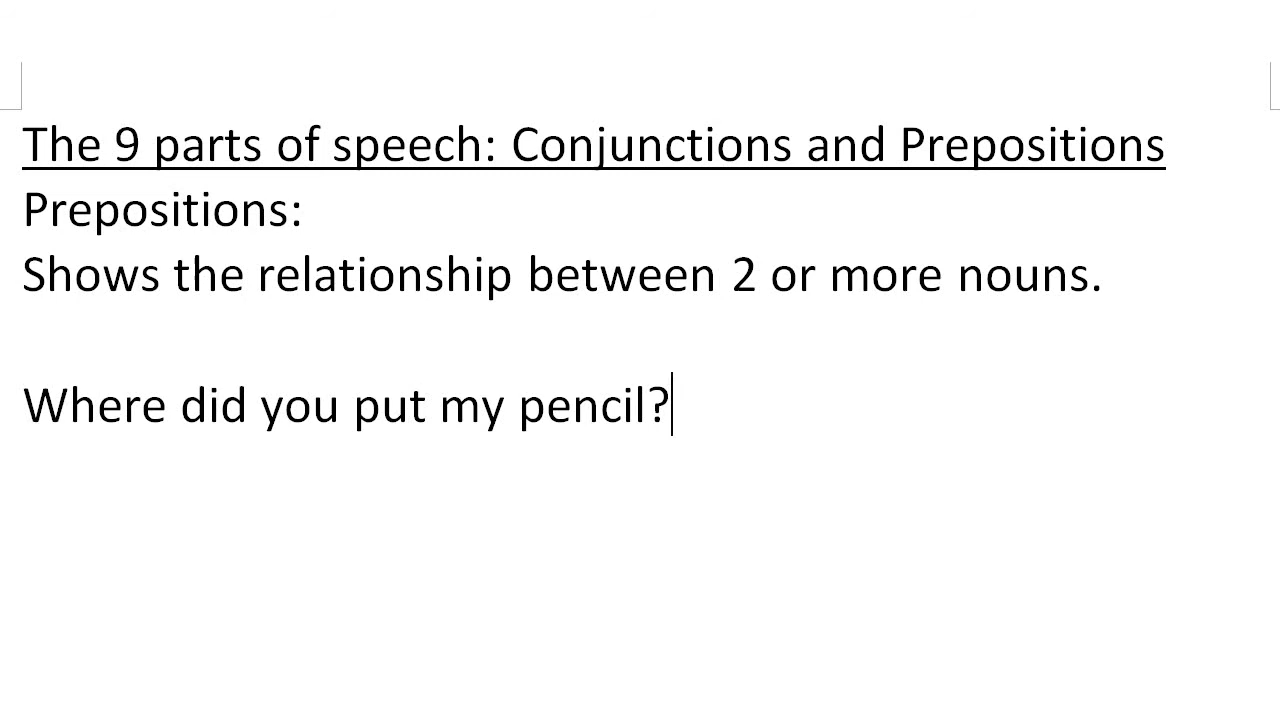 The 9 parts of speech: Conjunctions and Prepositions
Prepositions:
Shows the relationship between 2 or more nouns.
Where did you put my pencil?